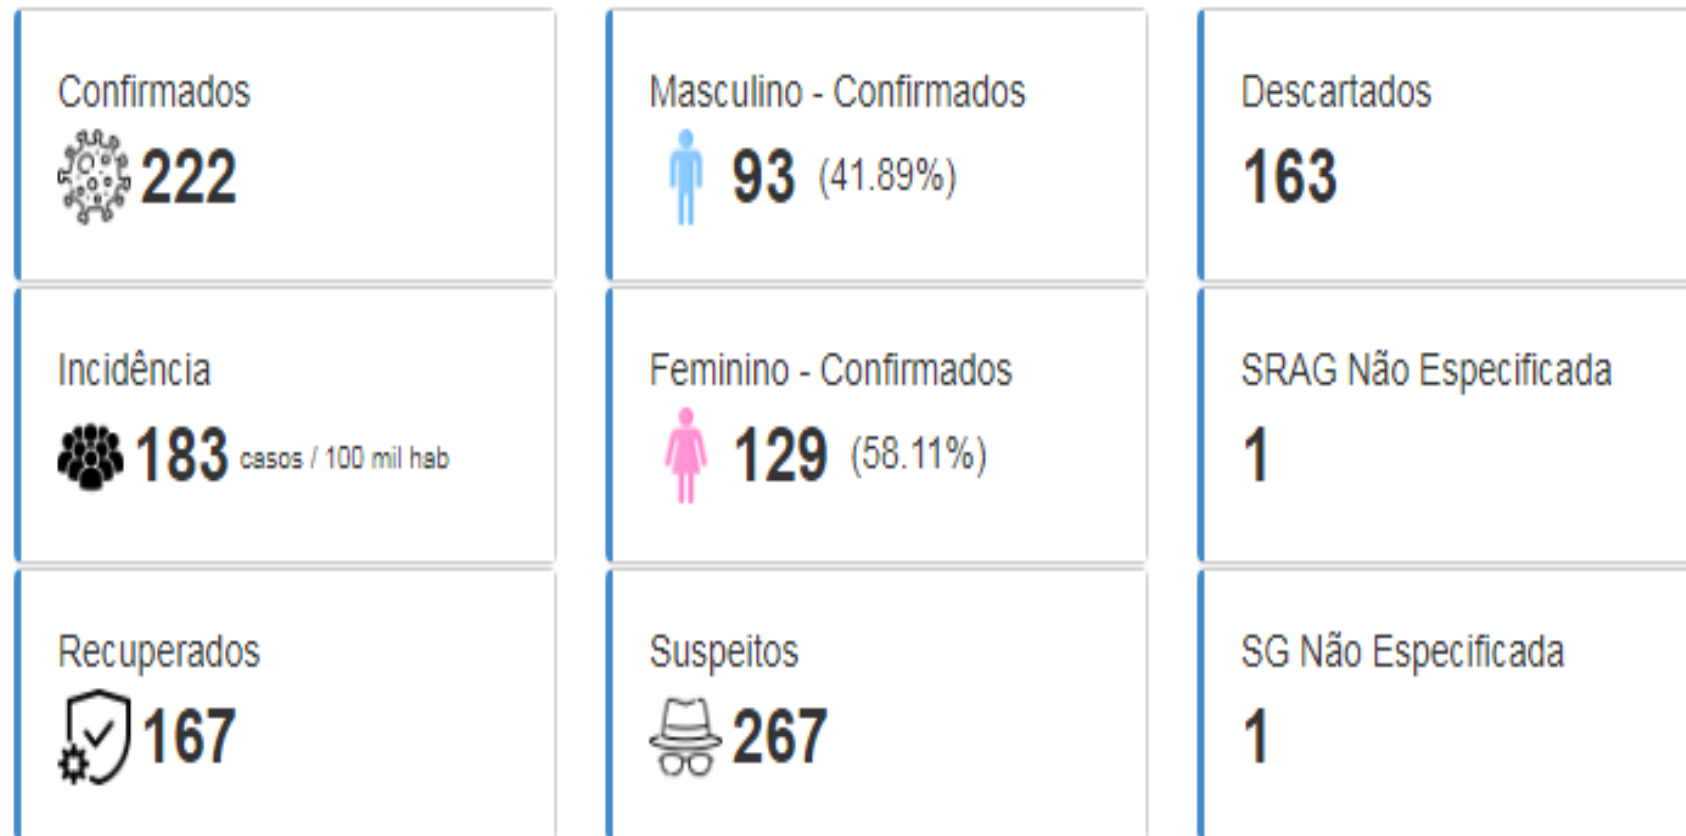 Confirmados
222
Masculino - Confirmados
93 (41.89%)
Descartados
163
Incidência
183 casos / 100 mil hab
Feminino - Confirmados
129 (58.11%)
SRAG Não Especificada
1
Recuperados
167
Suspeitos
267
SG Não Especificada
1